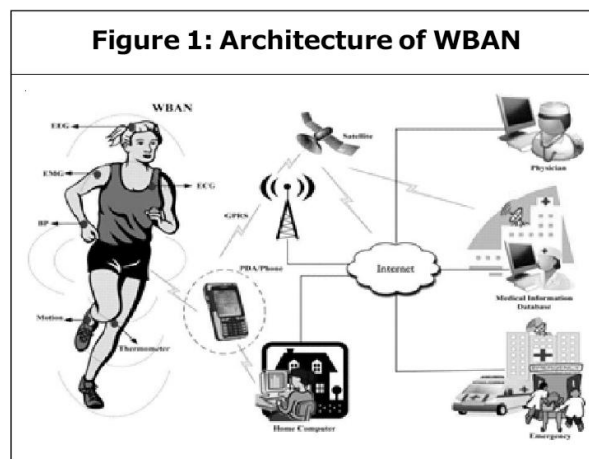 Figure 1: Architecture of WBAN
WBAN
EEG
Satellite
Physician
EMG
ECG
GPRS
BP
PDA/Phone
Internet
Medical Information
Database
Motion
Thermometer
Home Computer
Emergency